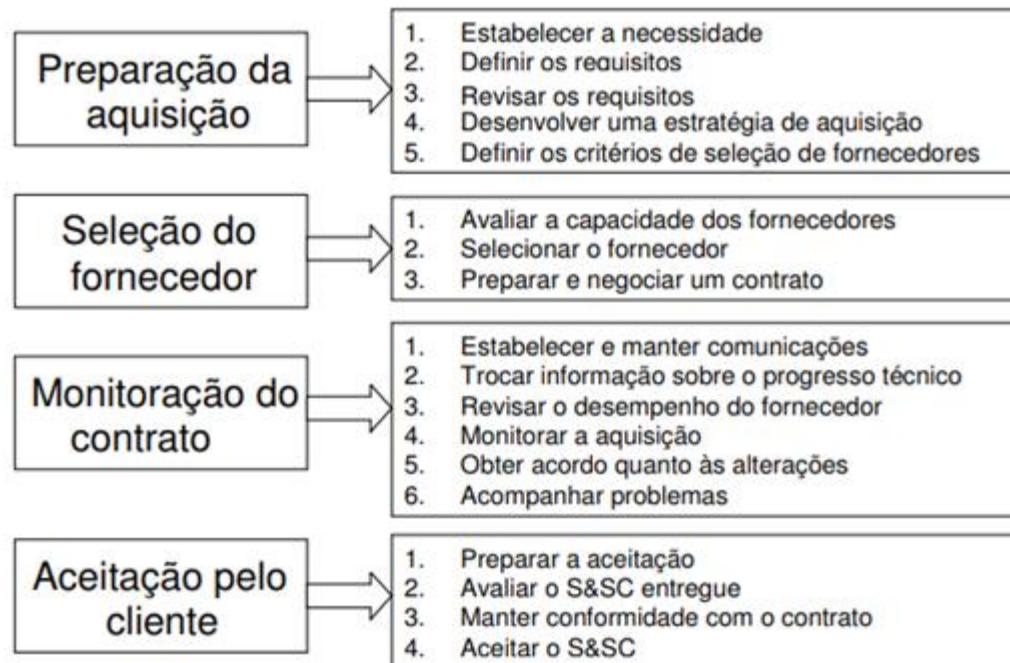 Preparação da
aquisição
1. Estabelecer a necessidade
2. Definir os requisitos
3. Revisar os requisitos
4. Desenvolver uma estratégia de aquisição
5. Definir os critérios de seleção de fornecedores
Seleção do
fornecedor
1. Avaliar a capacidade dos fornecedores
2. Selecionar o fornecedor
3. Preparar e negociar um contrato
Monitoração do
contrato
1. Estabelecer e manter comunicações
2. Trocar informação sobre o progresso técnico
3. Revisar o desempenho do fornecedor
4. Monitorar a aquisição
5. Obter acordo quanto às alterações
6. Acompanhar problemas
Aceitação pelo
cliente
1. Preparar a aceitação
2. Avaliar o S&SC entregue
3. Manter conformidade com o contrato
4. Aceitar o S&SC